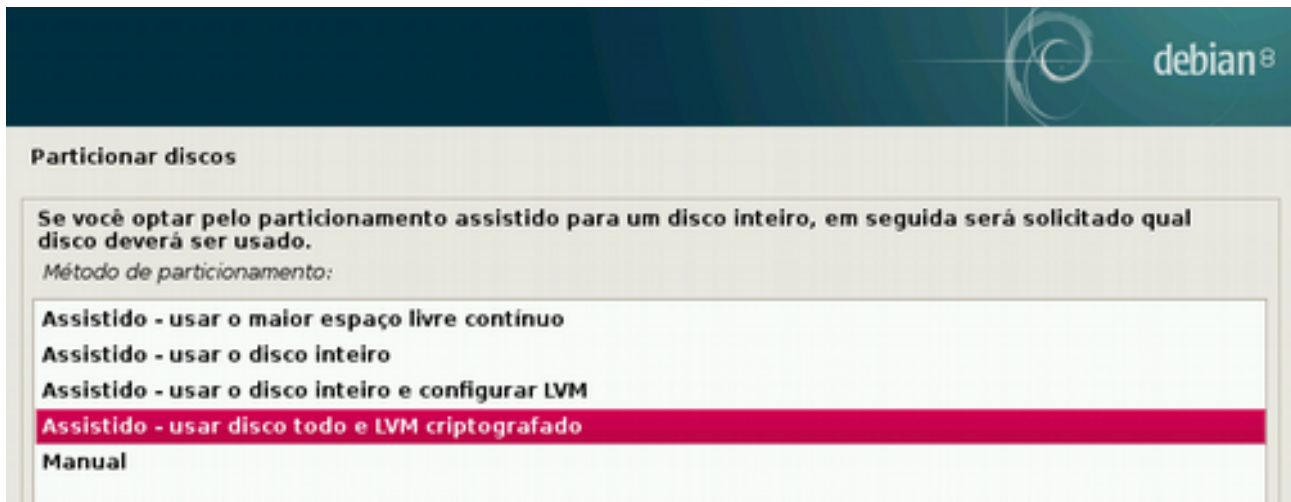 debian 8
Particionar discos
Se você optar pelo particionamento assistido para um disco inteiro, em seguida será solicitado qual
disco deverá ser usado.
Método de particionamento:
Assistido - usar o maior espaço livre contínuo
Assistido - usar o disco inteiro
Assistido - usar o disco inteiro e configurar LVM
Assistido - usar disco todo e LVM criptografado
Manual